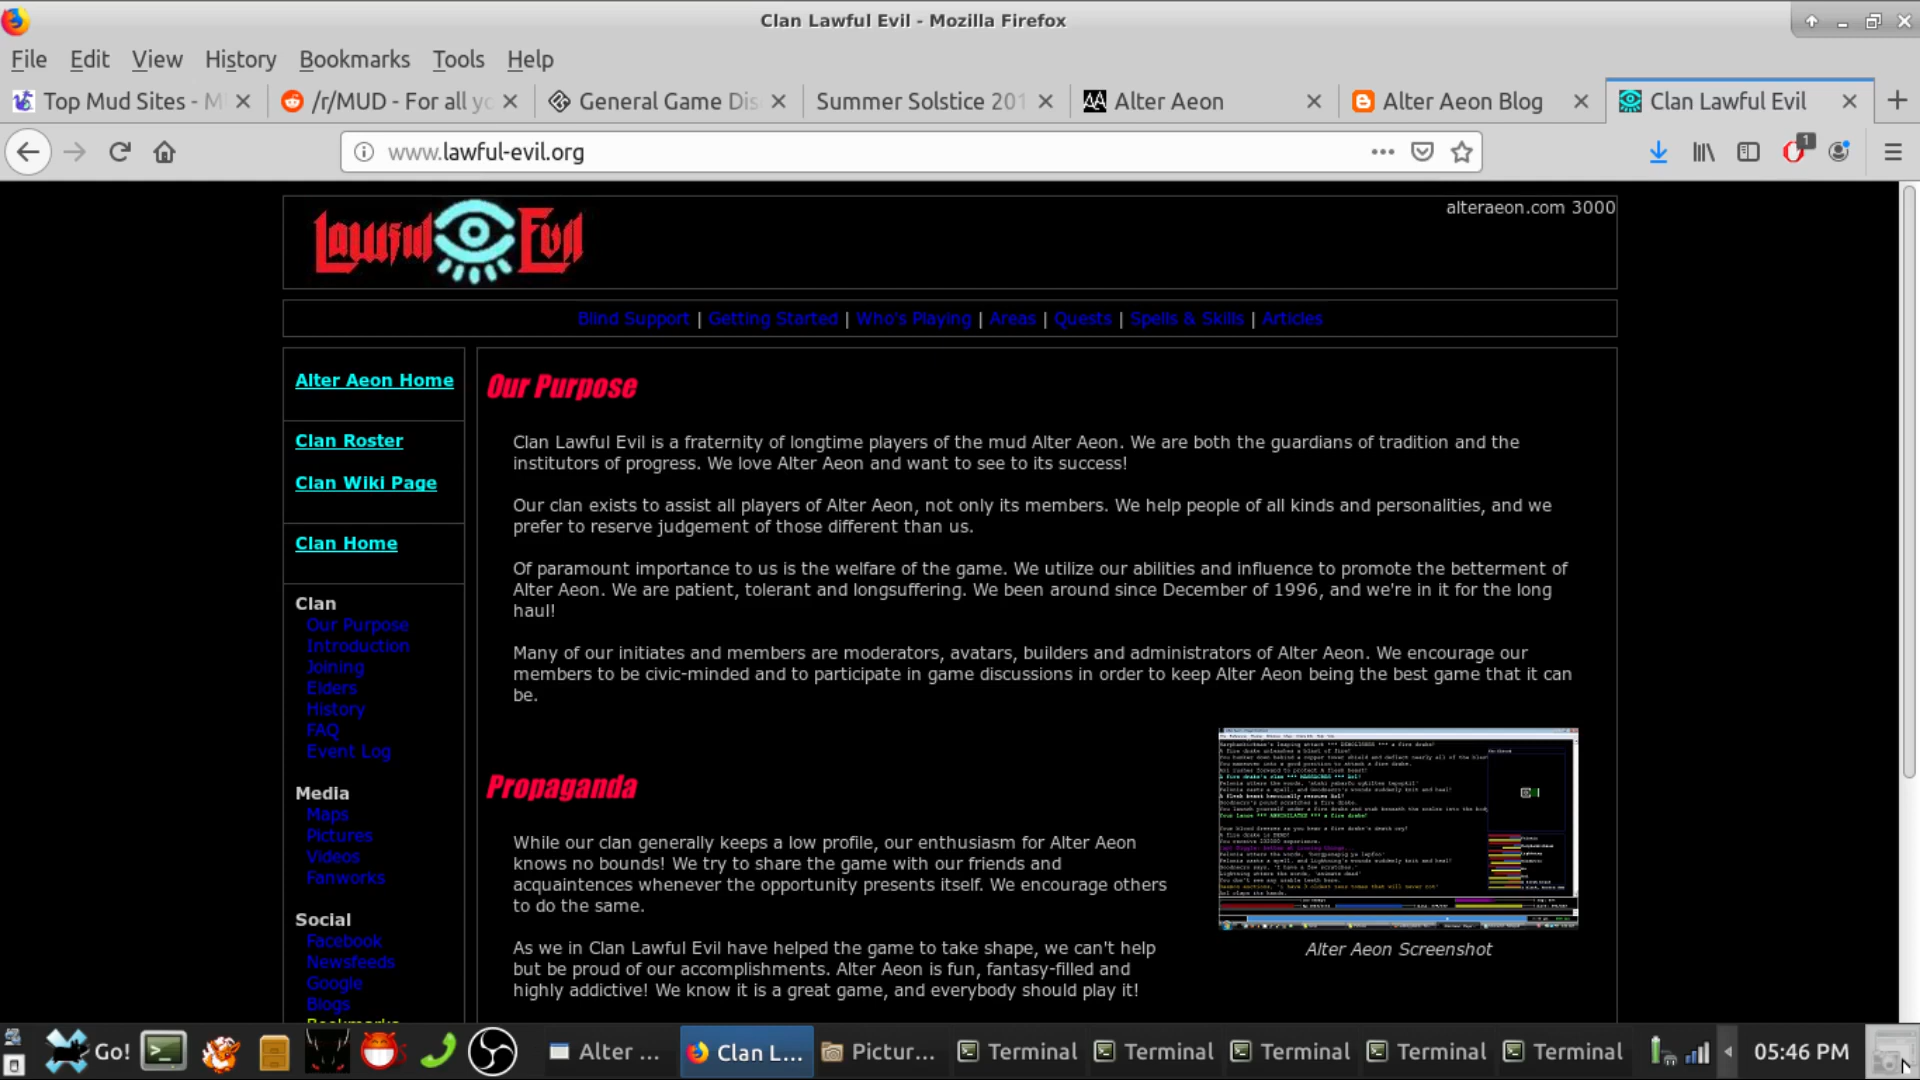 Clan Lawful Evil - Mozilla Firefox
File Edit View History Bookmarks Tools Help
Top Mud Sites - M
/r/MUD - For all yo
General Game Dis
Summer Solstice 201
Alter Aeon
Alter Aeon Blog
Clan Lawful Evil
www.lawful-evil.org
1
Lawful Evil
alteraeon.com 3000
Blind Support | Getting Started | Who's Playing | Areas | Quests | Spells & Skills | Articles
Alter Aeon Home
Clan Roster
Clan Wiki Page
Clan Home
Clan
Our Purpose
Introduction
Joining
Elders
History
FAQ
Event Log
Media
Maps
Pictures
Videos
Fanworks
Social
Facebook
Newsfeeds
Google
Blogs
Bookmarks
Our Purpose
Clan Lawful Evil is a fraternity of longtime players of the mud Alter Aeon. We are both the guardians of tradition and the
institutors of progress. We love Alter Aeon and want to see to its success!
Our clan exists to assist all players of Alter Aeon, not only its members. We help people of all kinds and personalities, and we
prefer to reserve judgement of those different than us.
Of paramount importance to us is the welfare of the game. We utilize our abilities and influence to promote the betterment of
Alter Aeon. We are patient, tolerant and longsuffering. We been around since December of 1996, and we're in it for the long
haul!
Many of our initiates and members are moderators, avatars, builders and administrators of Alter Aeon. We encourage our
members to be civic-minded and to participate in game discussions in order to keep Alter Aeon being the best game that it can
be.
Propaganda
While our clan generally keeps a low profile, our enthusiasm for Alter Aeon
knows no bounds! We try to share the game with our friends and
acquaintences whenever the opportunity presents itself. We encourage others
to do the same.
As we in Clan Lawful Evil have helped the game to take shape, we can't help
but be proud of our accomplishments. Alter Aeon is fun, fantasy-filled and
highly addictive! We know it is a great game, and everybody should play it!
Alter Aeon Screenshot
Go!
Alter ...
Clan L...
Pictur...
Terminal
Terminal
Terminal
Terminal
Terminal
05:46 PM